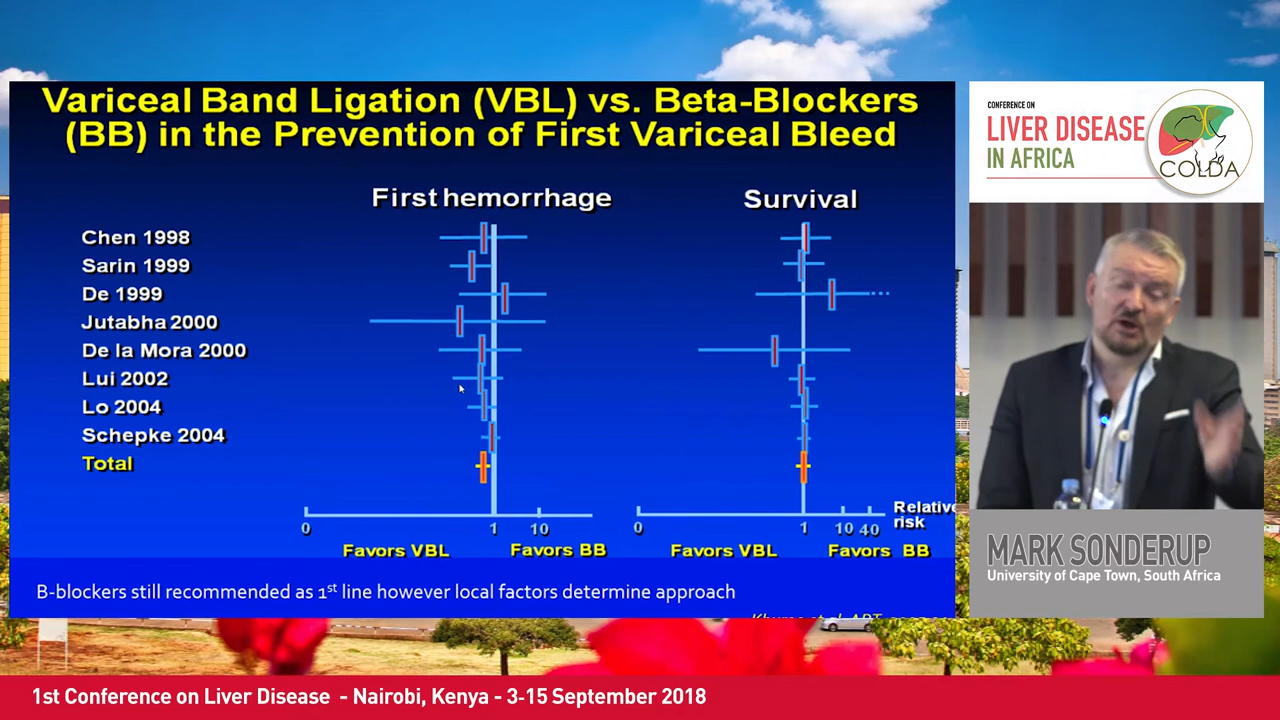 Variceal Band Ligation (VBL) vs. Beta-Blockers
(BB) in the Prevention of First Variceal Bleed
First hemorrhage
Survival
Chen 1998
Sarin 1999
De 1999
Jutabha 2000
De la Mora 2000
Lui 2002
Lo 2004
Schepke 2004
Total
0 1 10
0 1 10 40
Relative
risk
Favors VBL Favors BB
Favors VBL Favors BB
B-blockers still recommended as 1st line however local factors determine approach
CONFERENCE ON
LIVER DISEASE
IN AFRICA
COLDA
MARK SONDERUP
University of Cape Town, South Africa
1st Conference on Liver Disease - Nairobi, Kenya - 3-15 September 2018